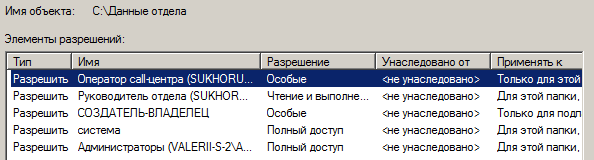 Имя объекта: C:\Данные отдела
Элементы разрешений:
Тип Имя Разрешение Унаследовано от Применять к
Разрешить Оператор call-центра (SUKHORU... Особые <не унаследовано> Только для этой
Разрешить Руководитель отдела (SUKHOR... Чтение и выполне... <не унаследовано> Для этой папки,
Разрешить СОЗДАТЕЛЬ-ВЛАДЕЛЕЦ Особые <не унаследовано> Только для подп
Разрешить система Полный доступ <не унаследовано> Для этой папки,
Разрешить Администраторы (VALERII-S-2\A... Полный доступ <не унаследовано> Для этой папки,